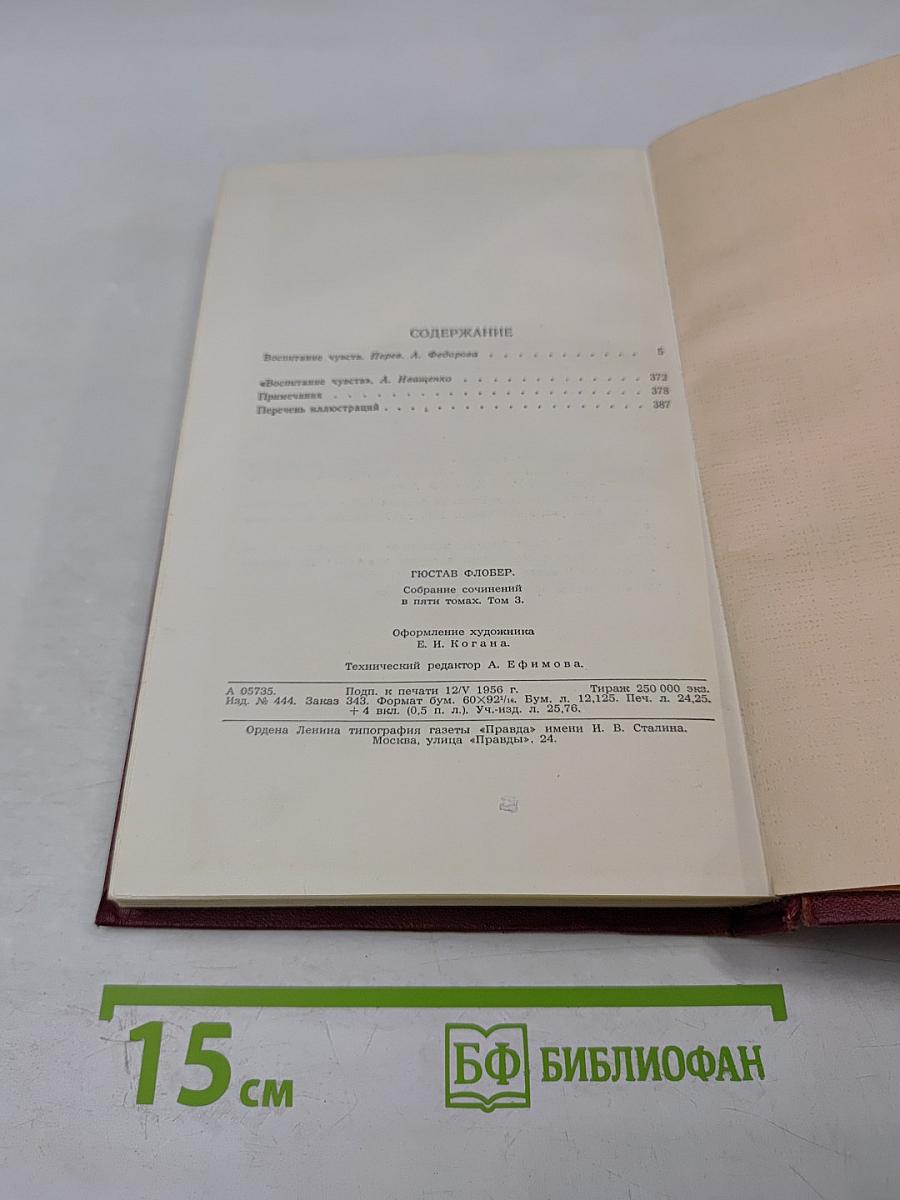 СОДЕРЖАНИЕ
Воспитание чувств. Перев. А. Федорова . . . . . . . . . . . 5
«Воспитание чувств». А. Иващенко . . . . . . . . . . . . . 372
Примечания . . . . . . . . . . . . . . . . . . . . . . . 378
Перечень иллюстраций . . . . . . . . . . . . . . . . . . . 387
ГЮСТАВ ФЛОБЕР.
Собрание сочинений
в пяти томах. Том 3.
Оформление художника
Е. И. Когана.
Технический редактор А. Ефимова.
А 05735. Подп. к печати 12/V 1956 г. Тираж 250 000 экз.
Изд. № 444. Заказ 343. Формат бум. 60×92¹/₁₆. Бум. л. 12,125. Печ. л. 24,25.
+ 4 вкл. (0,5 п. л.). Уч.-изд. л. 25,76.
Ордена Ленина типография газеты «Правда» имени И. В. Сталина.
Москва, улица «Правды», 24.
15 см
БФ БИБЛИОФАН